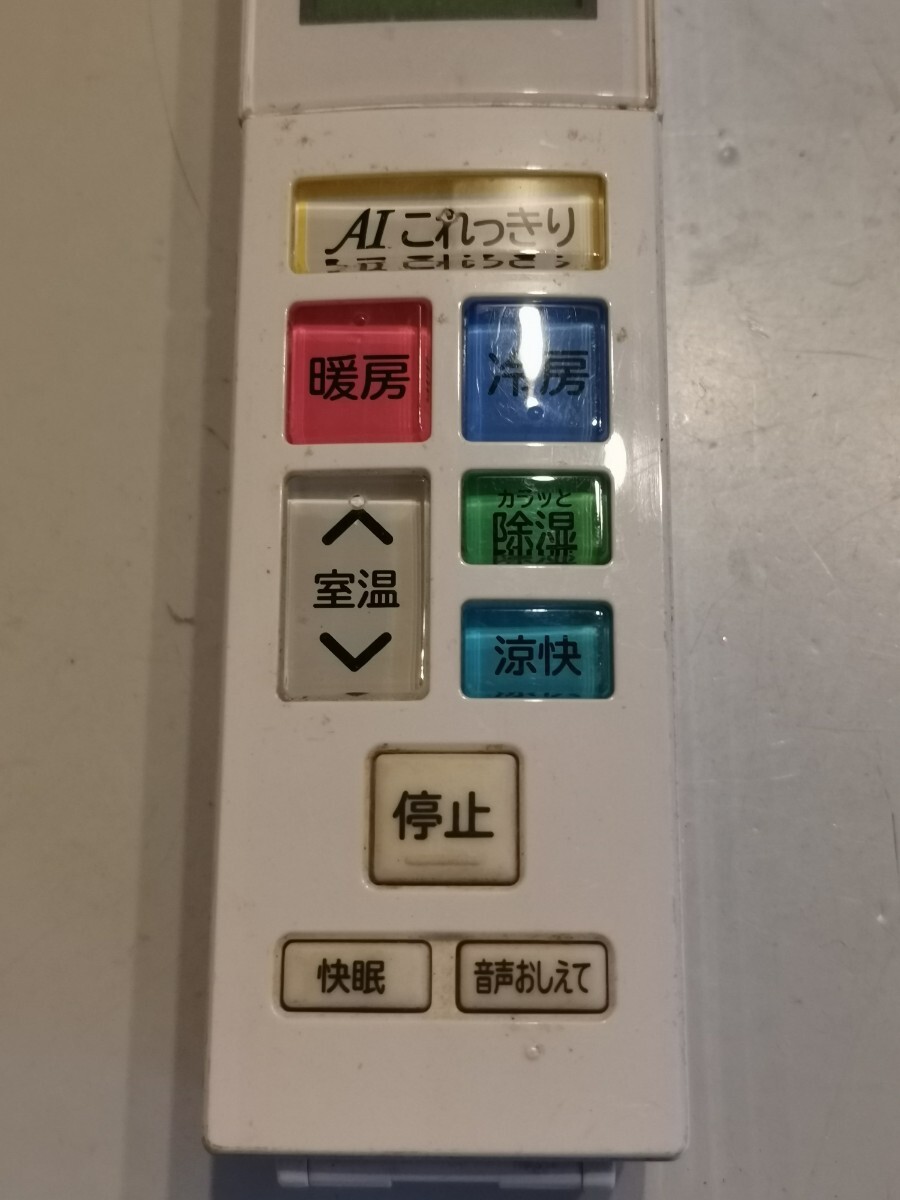 AIこれっきり
暖房
冷房
室温
カラッと
除湿
涼快
停止
快眠
音声おしえて